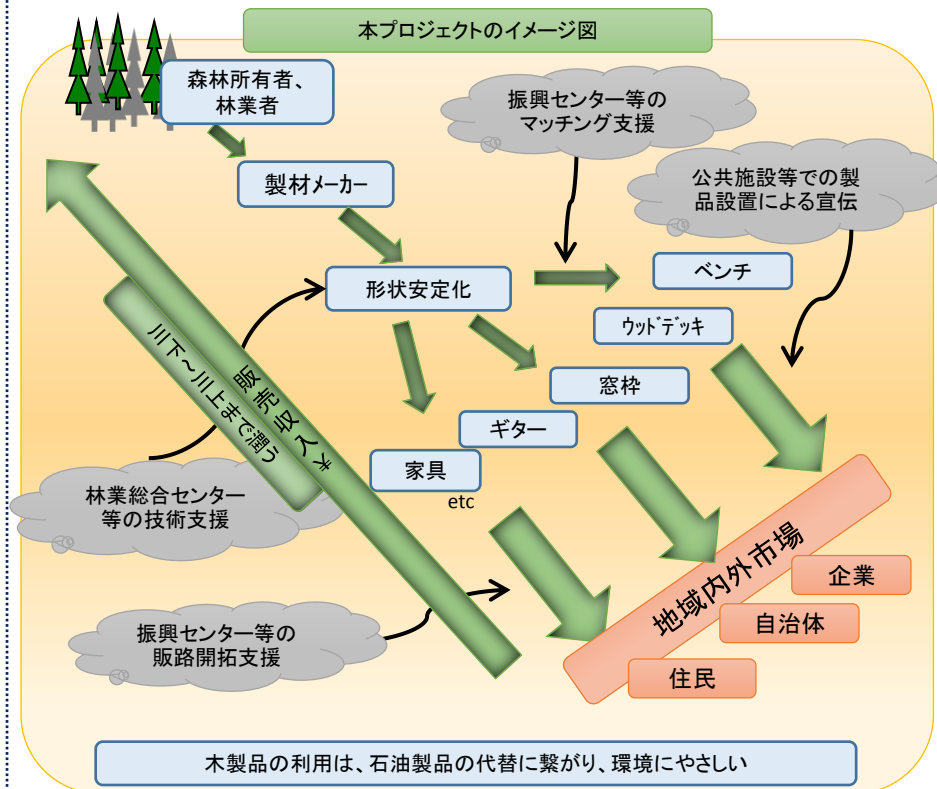 本プロジェクトのイメージ図
森林所有者、
林業者
振興センター等の
マッチング支援
製材メーカー
公共施設等での製
品設置による宣伝
形状安定化
ベンチ
ｳｯﾄﾞﾃﾞｯｷ
窓枠
ギター
家具
etc
川下～川上まで潤う
販売収入￥
林業総合センター
等の技術支援
振興センター等の
販路開拓支援
地域内外市場
企業
自治体
住民
木製品の利用は、石油製品の代替に繋がり、環境にやさしい